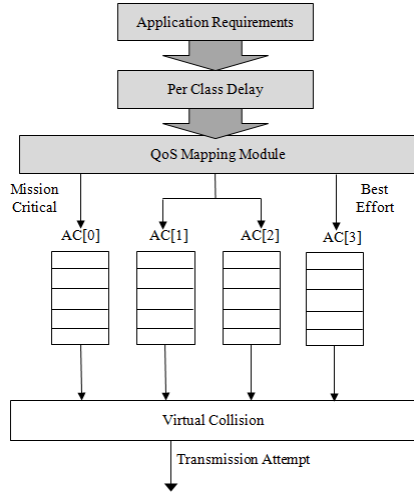 Application Requirements
Per Class Delay
QoS Mapping Module
Mission
Critical
Best
Effort
AC[0]
AC[1]
AC[2]
AC[3]
Virtual Collision
Transmission Attempt